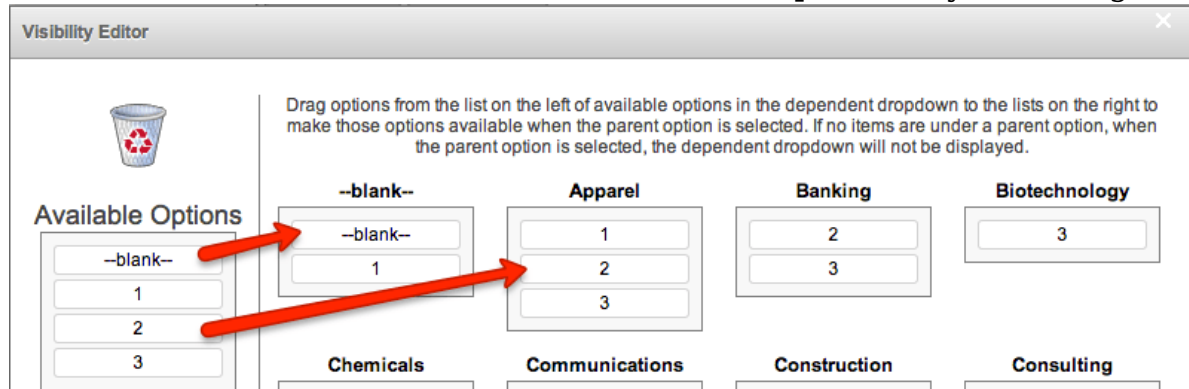 Visibility Editor
Drag options from the list on the left of available options in the dependent dropdown to the lists on the right to
make those options available when the parent option is selected. If no items are under a parent option, when
the parent option is selected, the dependent dropdown will not be displayed.
Available Options
--blank--
1
2
3
--blank--
--blank--
1
Apparel
1
2
3
Banking
2
3
Biotechnology
3
Chemicals
Communications
Construction
Consulting